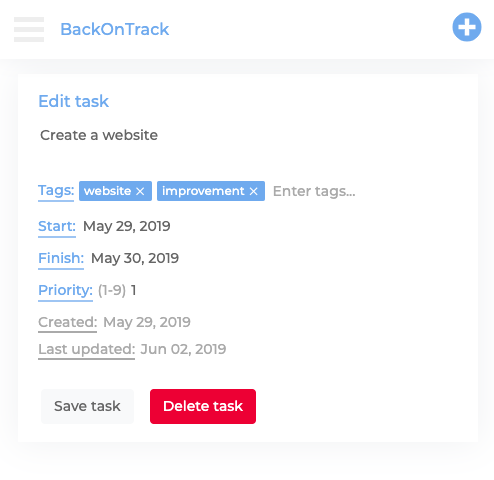 BackOnTrack
Edit task
Create a website
Tags: website × improvement × Enter tags...
Start: May 29, 2019
Finish: May 30, 2019
Priority: (1-9) 1
Created: May 29, 2019
Last updated: Jun 02, 2019
Save task Delete task